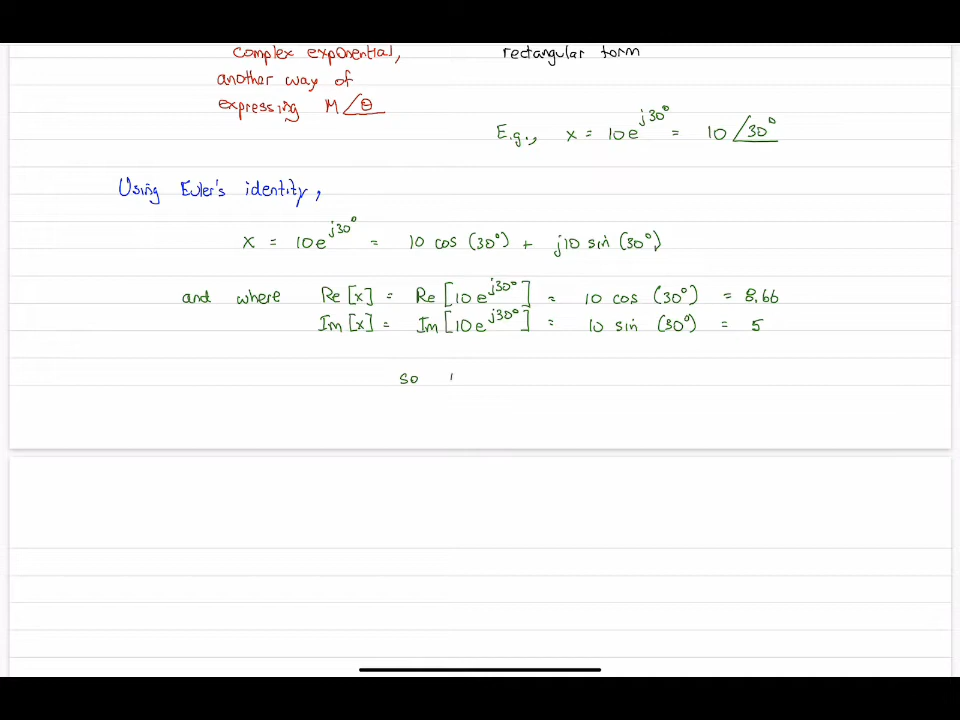 complex exponential,
rectangular form
another way of
expressing M∠θ
E.g., x = 10e^{j30°} = 10∠30°
Using Euler's identity,
x = 10e^{j30°} = 10 cos (30°) + j10 sin (30°)
and where Re[x] = Re[10e^{j30°}] = 10 cos (30°) = 8.66
Im[x] = Im[10e^{j30°}] = 10 sin (30°) = 5
so